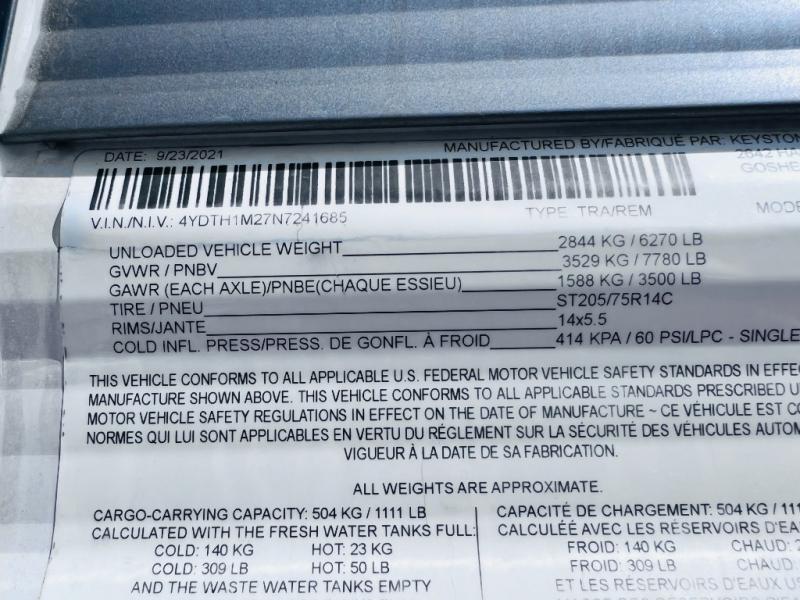 DATE: 9/23/2021
MANUFACTURED BY/FABRIQUÉ PAR: KEYSTON
2642 HA
GOSHE
V.I.N./N.I.V.: 4YDTH1M27N7241685
TYPE TRA/REM
MODE
UNLOADED VEHICLE WEIGHT 2844 KG / 6270 LB
GVWR / PNBV 3529 KG / 7780 LB
GAWR (EACH AXLE)/PNBE(CHAQUE ESSIEU) 1588 KG / 3500 LB
TIRE / PNEU ST205/75R14C
RIMS/JANTE 14x5.5
COLD INFL. PRESS/PRESS. DE GONFL. À FROID 414 KPA / 60 PSI/LPC - SINGLE
THIS VEHICLE CONFORMS TO ALL APPLICABLE U.S. FEDERAL MOTOR VEHICLE SAFETY STANDARDS IN EFFE
MANUFACTURE SHOWN ABOVE. THIS VEHICLE CONFORMS TO ALL APPLICABLE STANDARDS PRESCRIBED U
MOTOR VEHICLE SAFETY REGULATIONS IN EFFECT ON THE DATE OF MANUFACTURE ~ CE VÉHICULE EST CO
NORMES QUI LUI SONT APPLICABLES EN VERTU DU RÉGLEMENT SUR LA SÉCURITÉ DES VÉHICULES AUTOM
VIGUEUR À LA DATE DE SA FABRICATION.
ALL WEIGHTS ARE APPROXIMATE.
CARGO-CARRYING CAPACITY: 504 KG / 1111 LB
CALCULATED WITH THE FRESH WATER TANKS FULL:
COLD: 140 KG HOT: 23 KG
COLD: 309 LB HOT: 50 LB
AND THE WASTE WATER TANKS EMPTY
CAPACITÉ DE CHARGEMENT: 504 KG / 111
CALCULÉE AVEC LES RÉSERVOIRS D'EA
FROID: 140 KG CHAUD: 2
FROID: 309 LB CHAUD:
ET LES RÉSERVOIRS D'EAUX US